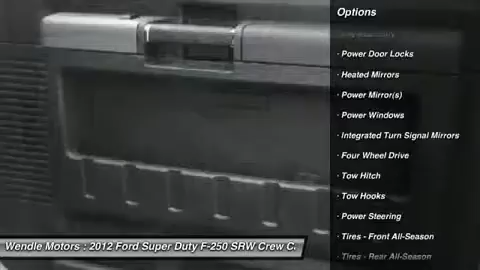 Options
· Power Door Locks
· Heated Mirrors
· Power Mirror(s)
· Power Windows
· Integrated Turn Signal Mirrors
· Four Wheel Drive
· Tow Hitch
· Tow Hooks
· Power Steering
· Tires - Front All-Season
· Tires - Rear All-Season
Wendle Motors : 2012 Ford Super Duty F-250 SRW Crew C.